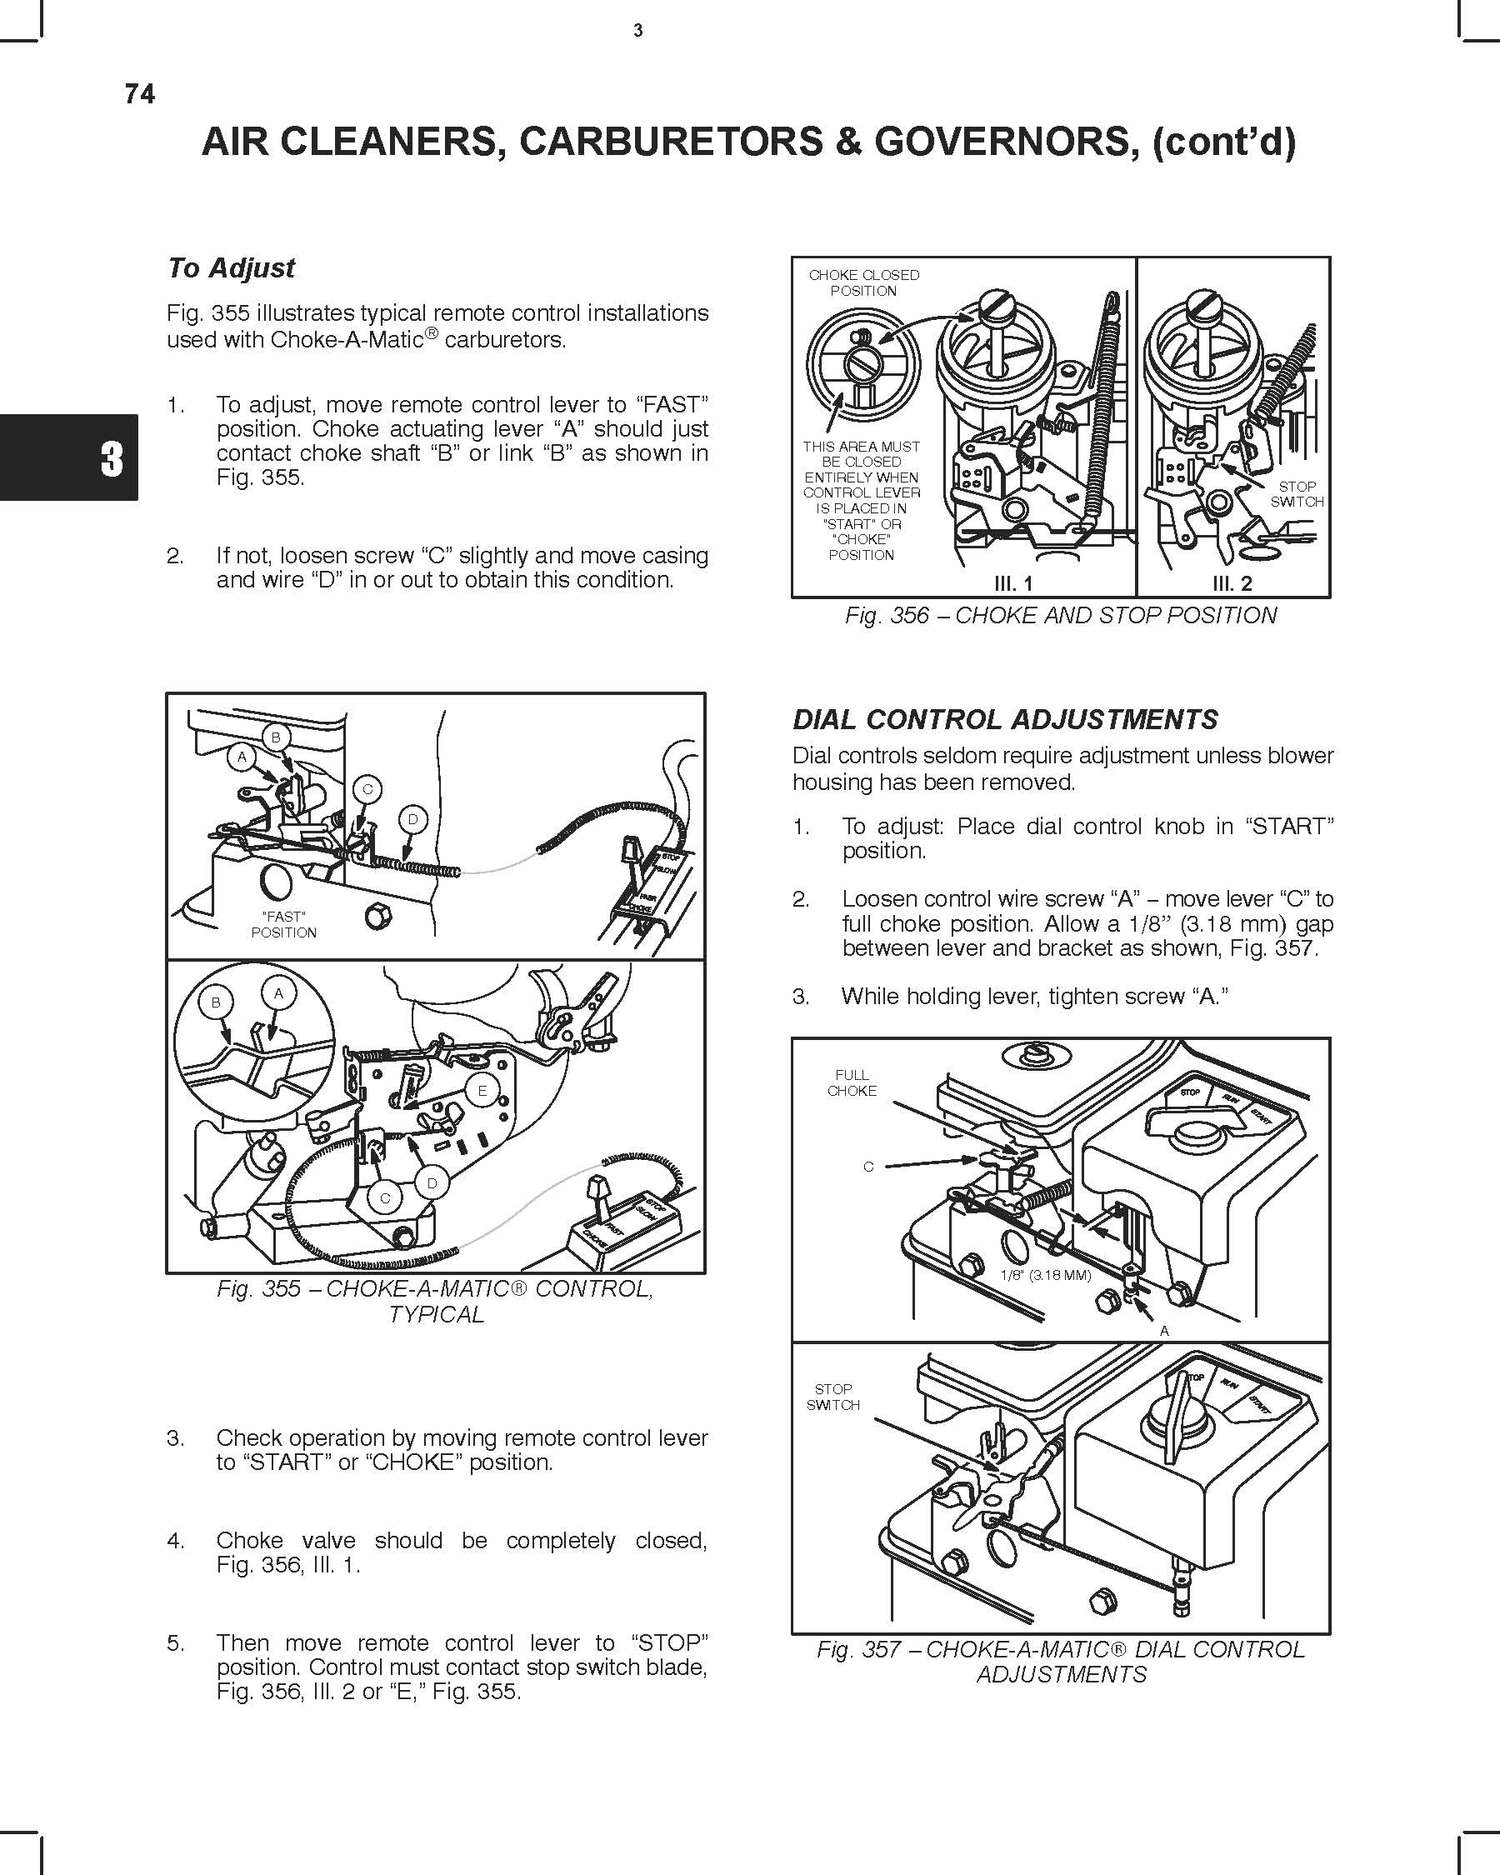 3
74
AIR CLEANERS, CARBURETORS & GOVERNORS, (cont’d)
3
To Adjust
Fig. 355 illustrates typical remote control installations
used with Choke-A-Matic® carburetors.
1. To adjust, move remote control lever to “FAST”
position. Choke actuating lever “A” should just
contact choke shaft “B” or link “B” as shown in
Fig. 355.
2. If not, loosen screw “C” slightly and move casing
and wire “D” in or out to obtain this condition.
B
A
C
D
STOP
SLOW
FAST
CHOKE
"FAST"
POSITION
B
A
E
C
D
STOP
SLOW
FAST
CHOKE
Fig. 355 – CHOKE-A-MATIC® CONTROL,
TYPICAL
3. Check operation by moving remote control lever
to “START” or “CHOKE” position.
4. Choke valve should be completely closed,
Fig. 356, Ill. 1.
5. Then move remote control lever to “STOP”
position. Control must contact stop switch blade,
Fig. 356, Ill. 2 or “E,” Fig. 355.
CHOKE CLOSED
POSITION
THIS AREA MUST
BE CLOSED
ENTIRELY WHEN
CONTROL LEVER
IS PLACED IN
"START" OR
"CHOKE"
POSITION
STOP
SWITCH
Ill. 1
Ill. 2
Fig. 356 – CHOKE AND STOP POSITION
DIAL CONTROL ADJUSTMENTS
Dial controls seldom require adjustment unless blower
housing has been removed.
1. To adjust: Place dial control knob in “START”
position.
2. Loosen control wire screw “A” – move lever “C” to
full choke position. Allow a 1/8” (3.18 mm) gap
between lever and bracket as shown, Fig. 357.
3. While holding lever, tighten screw “A.”
FULL
CHOKE
STOP
RUN
START
C
1/8" (3.18 MM)
A
STOP
SWITCH
TOP
RUN
START
Fig. 357 – CHOKE-A-MATIC® DIAL CONTROL
ADJUSTMENTS